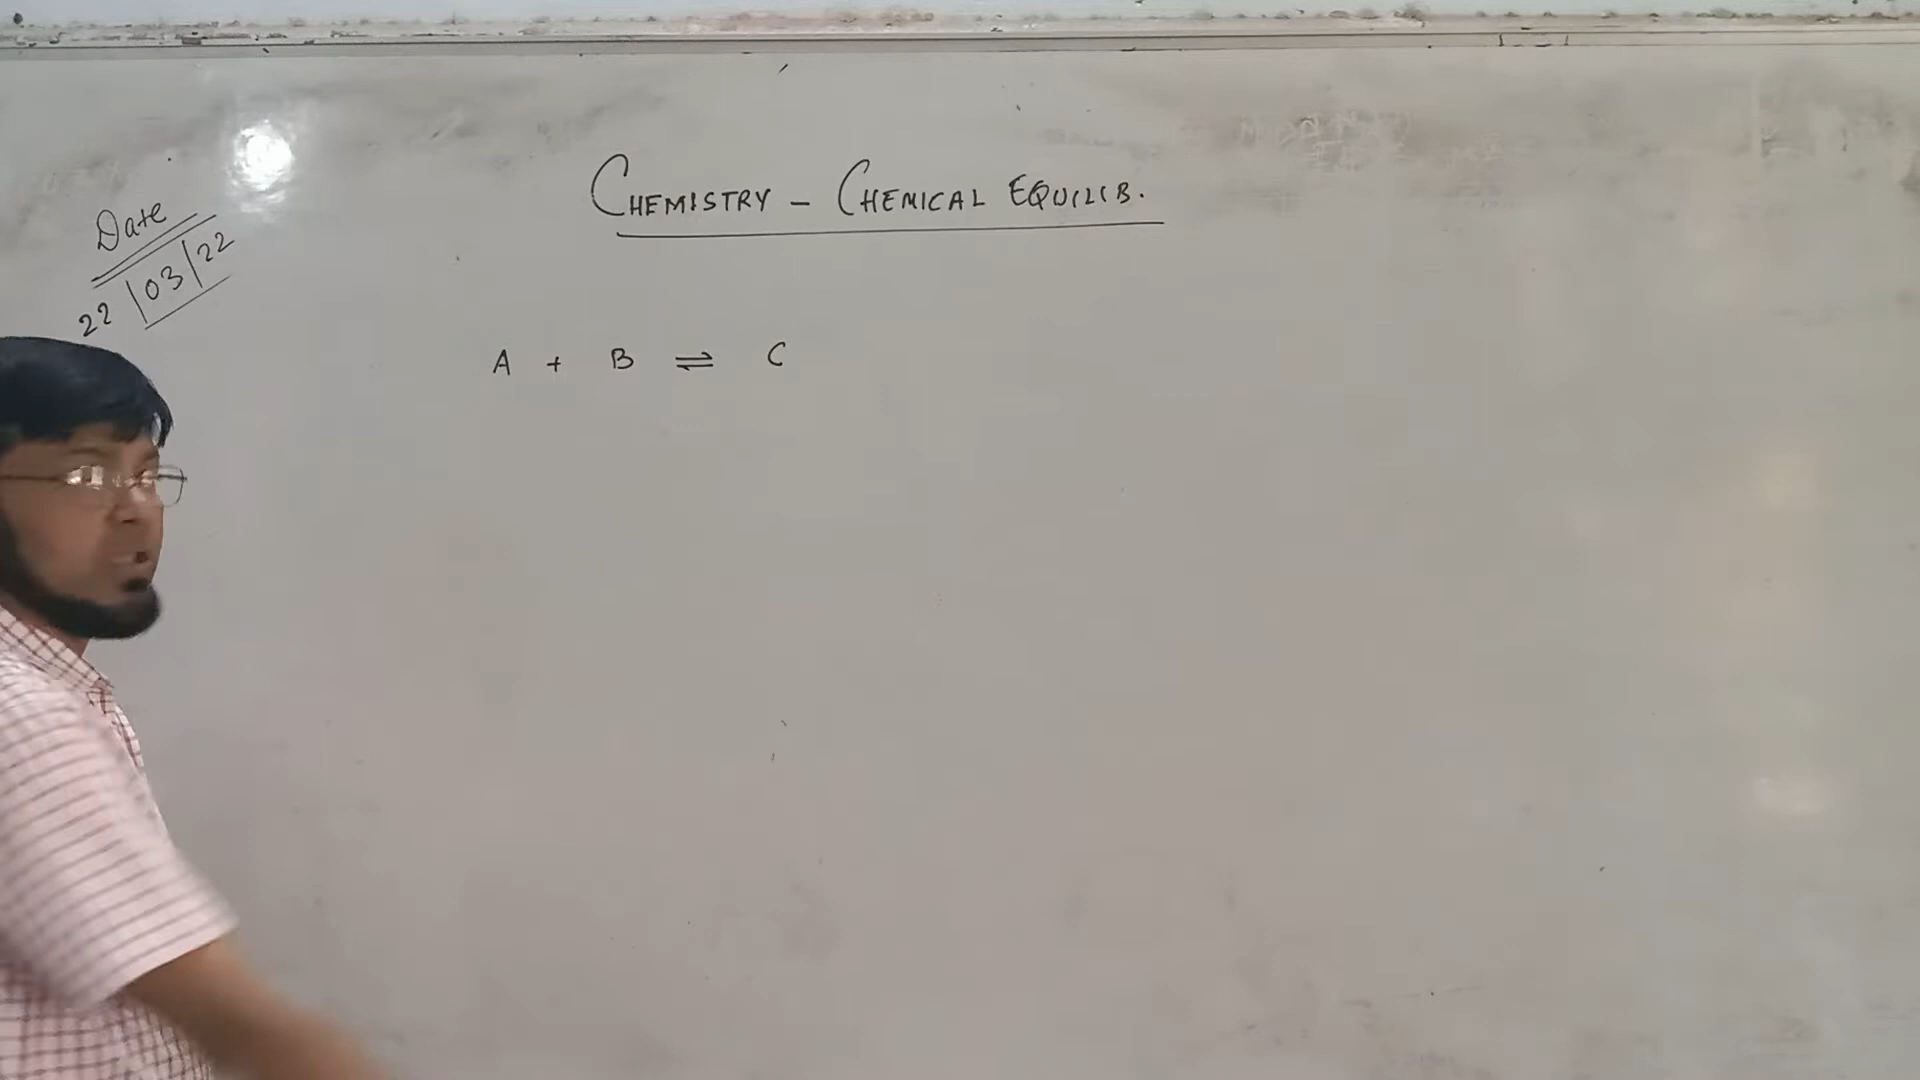 CHEMISTRY – CHEMICAL EQUILIB.
Date
22/03/22
A + B ⇌ C